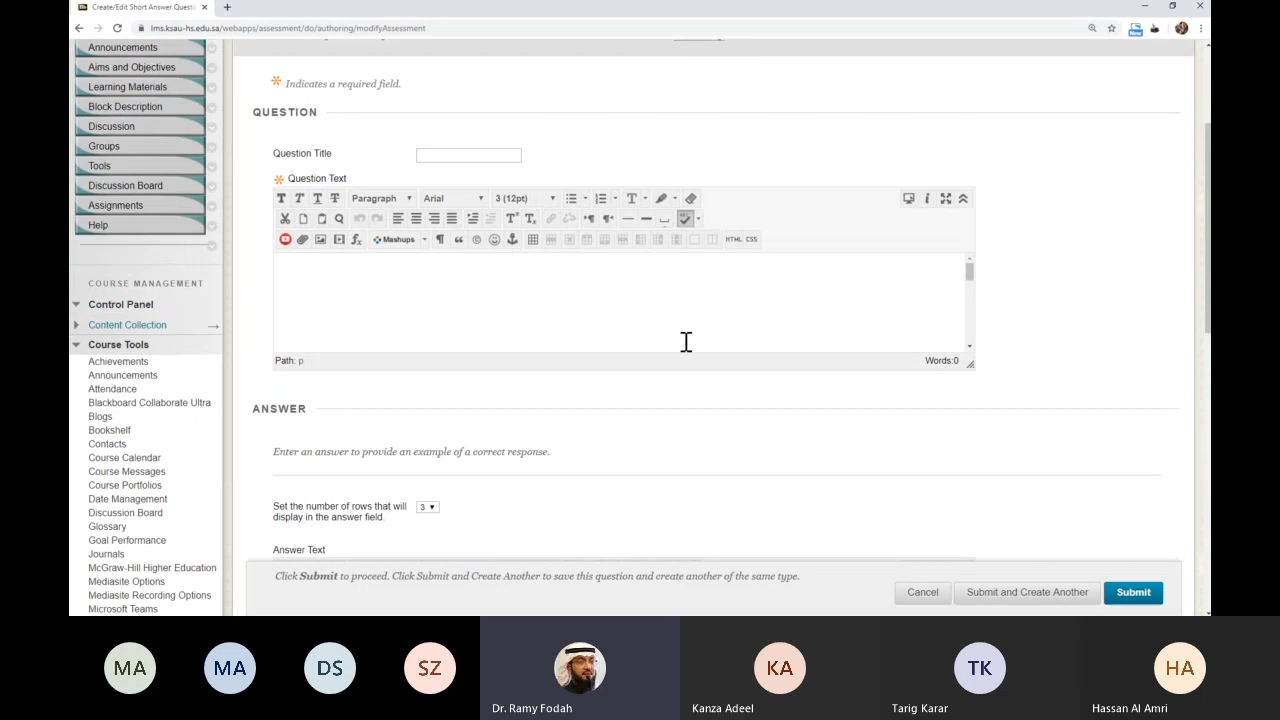 Create/Edit Short Answer Questi
lms.ksau-hs.edu.sa/webapps/assessment/do/authoring/modifyAssessment
New
Announcements
Aims and Objectives
Learning Materials
Block Description
Discussion
Groups
Tools
Discussion Board
Assignments
Help
COURSE MANAGEMENT
Control Panel
Content Collection
Course Tools
Achievements
Announcements
Attendance
Blackboard Collaborate Ultra
Blogs
Bookshelf
Contacts
Course Calendar
Course Messages
Course Portfolios
Date Management
Discussion Board
Glossary
Goal Performance
Journals
McGraw-Hill Higher Education
Mediasite Options
Mediasite Recording Options
Microsoft Teams
Indicates a required field.
QUESTION
Question Title
Question Text
T T T T Paragraph Arial 3 (12pt)
Mashups HTML CSS
Path: p Words:0
ANSWER
Enter an answer to provide an example of a correct response.
Set the number of rows that will
display in the answer field. 3
Answer Text
Click Submit to proceed. Click Submit and Create Another to save this question and create another of the same type.
Cancel Submit and Create Another Submit
MA MA DS SZ KA TK HA
Dr. Ramy Fodah Kanza Adeel Tarig Karar Hassan Al Amri